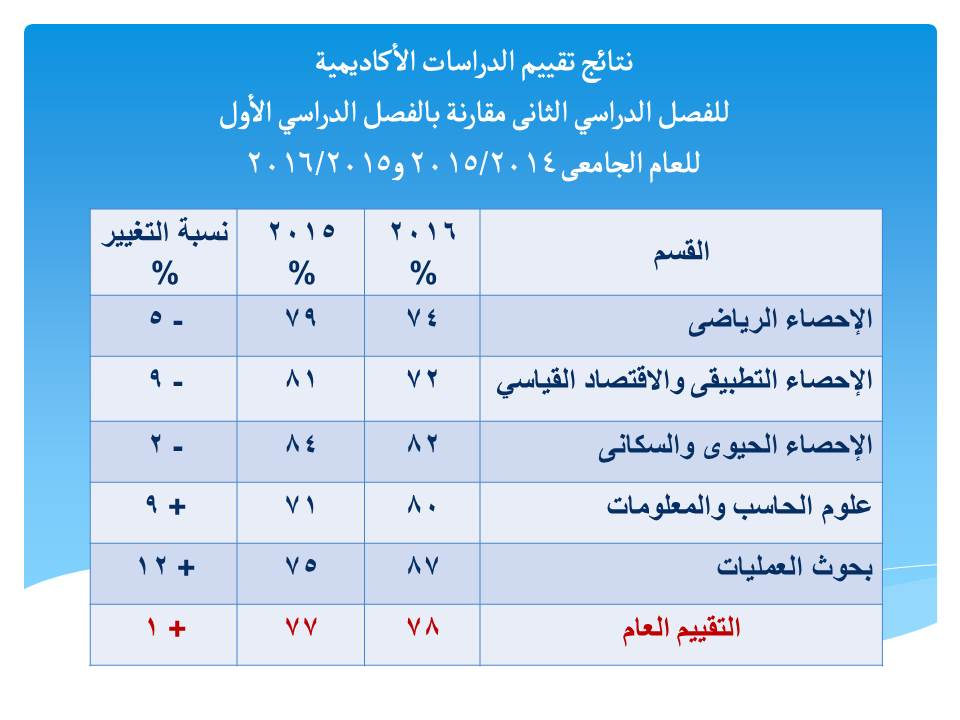 نتائج تقييم الدراسات الأكاديمية
للفصل الدراسي الثانى مقارنة بالفصل الدراسي الأول
للعام الجامعى ٢٠١٥/٢٠١٤ و٢٠١٦/٢٠١٥
القسم ٢٠١٦ % ٢٠١٥ % نسبة التغيير %
الإحصاء الرياضى ٧٤ ٧٩ - ٥
الإحصاء التطبيقى والاقتصاد القياسي ٧٢ ٨١ - ٩
الإحصاء الحيوى والسكانى ٨٢ ٨٤ - ٢
علوم الحاسب والمعلومات ٨٠ ٧١ + ٩
بحوث العمليات ٨٧ ٧٥ + ١٢
التقييم العام ٧٨ ٧٧ + ١